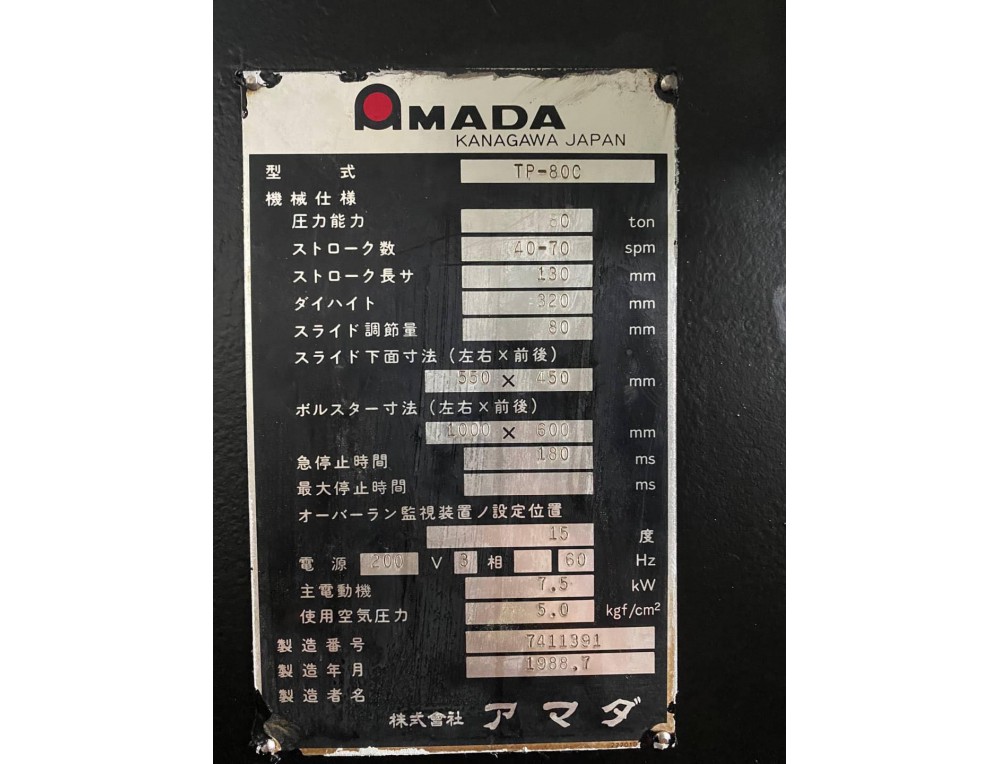 AMADA
KANAGAWA JAPAN
型 式 TP-80C
機械仕様
圧力能力 80 ton
ストローク数 40-70 spm
ストローク長サ 130 mm
ダイハイト 320 mm
スライド調節量 80 mm
スライド下面寸法(左右×前後)
550 × 450 mm
ボルスター寸法(左右×前後)
1000 × 600 mm
急停止時間 180 ms
最大停止時間 ms
オーバーラン監視装置ノ設定位置
15 度
電源 200 V 3 相 60 Hz
主電動機 7.5 kW
使用空気圧力 5.0 kgf/cm²
製造番号 7411391
製造年月 1988.7
製造者名
株式會社 アマダ